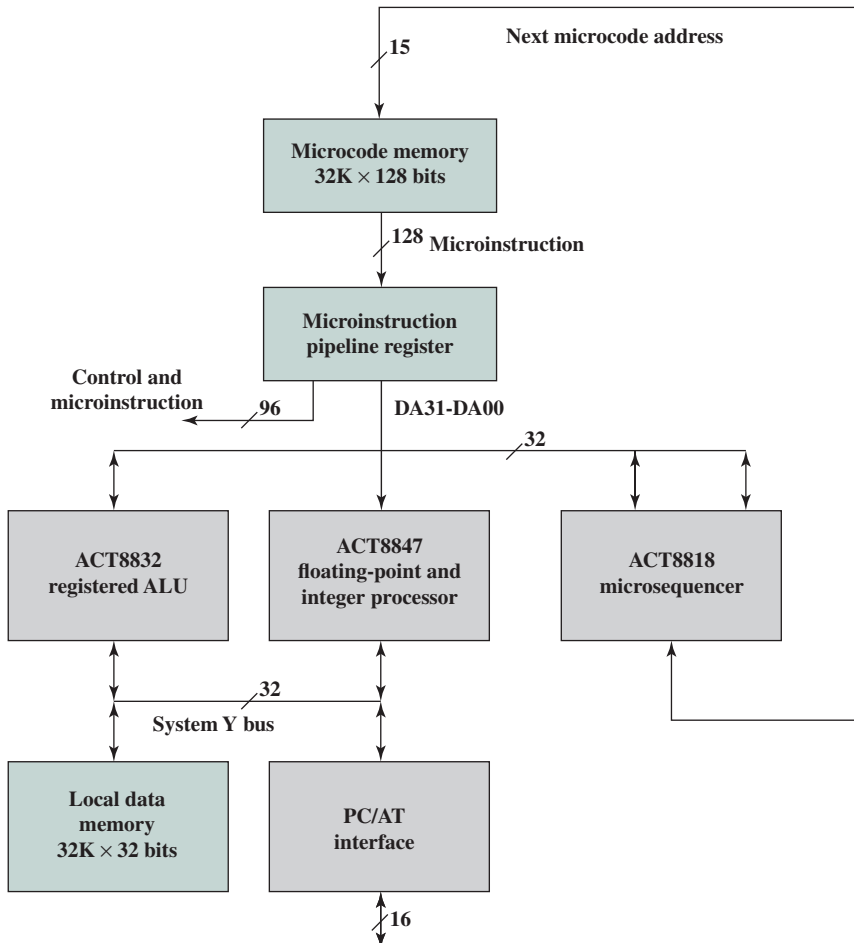 Next microcode address
15
Microcode memory
32K × 128 bits
128
Microinstruction
Microinstruction
pipeline register
Control and
microinstruction
96
DA31-DA00
32
ACT8832
registered ALU
ACT8847
floating-point and
integer processor
ACT8818
microsequencer
32
System Y bus
Local data
memory
32K × 32 bits
PC/AT
interface
16